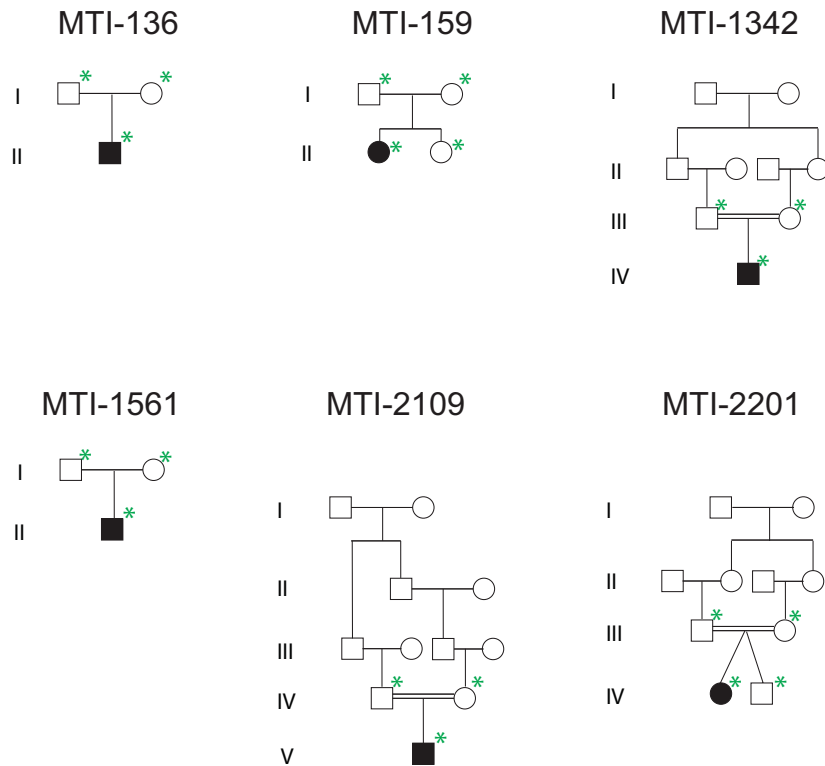 MTI-136
I *
*
II *
MTI-159
I *
*
II *
*
MTI-1342
I
II
III *
*
IV *
MTI-1561
I *
*
II *
MTI-2109
I
II
III
IV *
*
V *
MTI-2201
I
II
III *
*
IV *
*